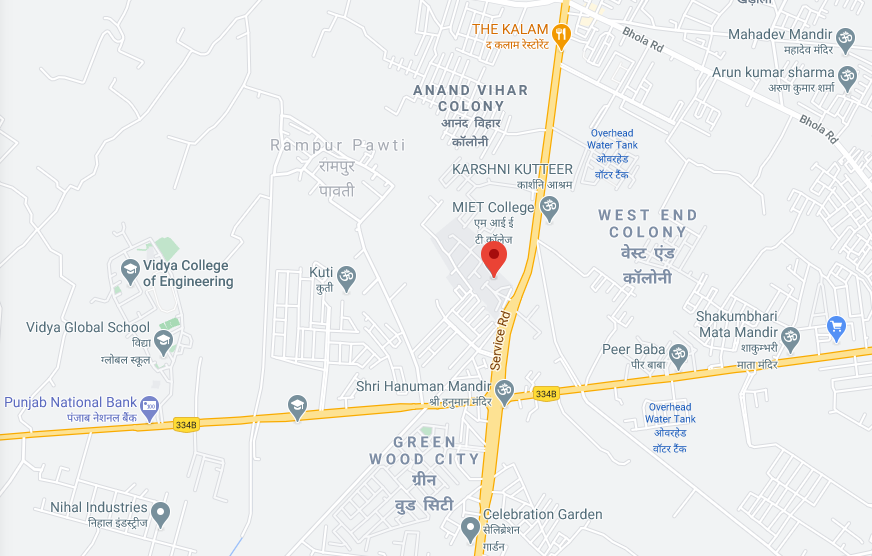 खड़ौली
THE KALAM
द कलाम रेस्टोरेंट
Bhola Rd
Mahadev Mandir
महादेव मंदिर
Arun kumar sharma
अरुण कुमार शर्मा
ANAND VIHAR
COLONY
आनंद विहार
कॉलोनी
Bhola Rd
Overhead
Water Tank
ओवरहेड
वॉटर टैंक
Rampur Pawti
रामपुर
पावती
KARSHNI KUTTEER
कार्शनि आश्रम
MIET College
एम आई ई
टी कॉलेज
WEST END
COLONY
वेस्ट एंड
कॉलोनी
Vidya College
of Engineering
Kuti
कुती
Vidya Global School
विद्या
ग्लोबल स्कूल
Service Rd
Shakumbhari
Mata Mandir
शाकुम्भरी
माता मंदिर
Peer Baba
पीर बाबा
Shri Hanuman Mandir
श्री हनुमान मंदिर
334B
Punjab National Bank
पंजाब नेशनल बैंक
334B
Overhead
Water Tank
ओवरहेड
वॉटर टैंक
GREEN
WOOD CITY
ग्रीन
वुड सिटी
Nihal Industries
निहाल इंडस्ट्रीज
Celebration Garden
सेलिब्रेशन
गार्डन